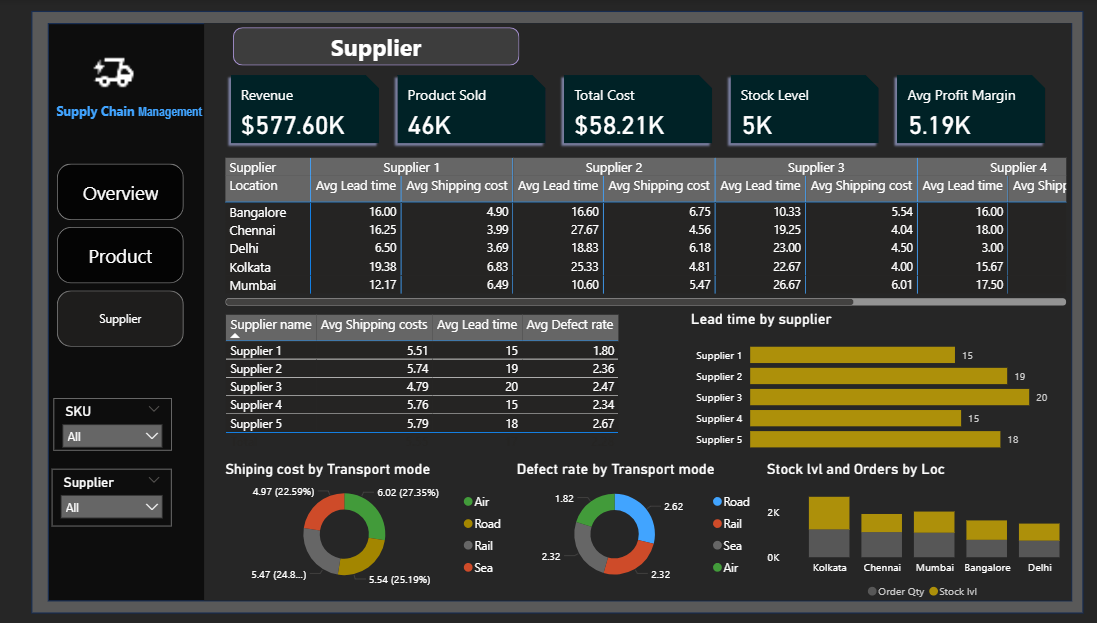 Supplier
Supply Chain Management
Revenue
$577.60K
Product Sold
46K
Total Cost
$58.21K
Stock Level
5K
Avg Profit Margin
5.19K
Overview
Product
Supplier
SKU
All
Supplier
All
Supplier Supplier 1 Supplier 2 Supplier 3 Supplier 4
Location Avg Lead time Avg Shipping cost Avg Lead time Avg Shipping cost Avg Lead time Avg Shipping cost Avg Lead time Avg Shipp
Bangalore 16.00 4.90 16.60 6.75 10.33 5.54 16.00
Chennai 16.25 3.99 27.67 4.56 19.25 4.04 18.00
Delhi 6.50 3.69 18.83 6.18 23.00 4.50 3.00
Kolkata 19.38 6.83 25.33 4.81 22.67 4.00 15.67
Mumbai 12.17 6.49 10.60 5.47 26.67 6.01 17.50
Supplier name Avg Shipping costs Avg Lead time Avg Defect rate
Supplier 1 5.51 15 1.80
Supplier 2 5.74 19 2.36
Supplier 3 4.79 20 2.47
Supplier 4 5.76 15 2.34
Supplier 5 5.79 18 2.67
Lead time by supplier
Supplier 1 15
Supplier 2 19
Supplier 3 20
Supplier 4 15
Supplier 5 18
Shiping cost by Transport mode
4.97 (22.59%)
6.02 (27.35%)
5.47 (24.8...)
5.54 (25.19%)
Air
Road
Rail
Sea
Defect rate by Transport mode
1.82
2.62
2.32
2.32
Road
Rail
Sea
Air
Stock lvl and Orders by Loc
2K
0K
Kolkata Chennai Mumbai Bangalore Delhi
Order Qty Stock lvl